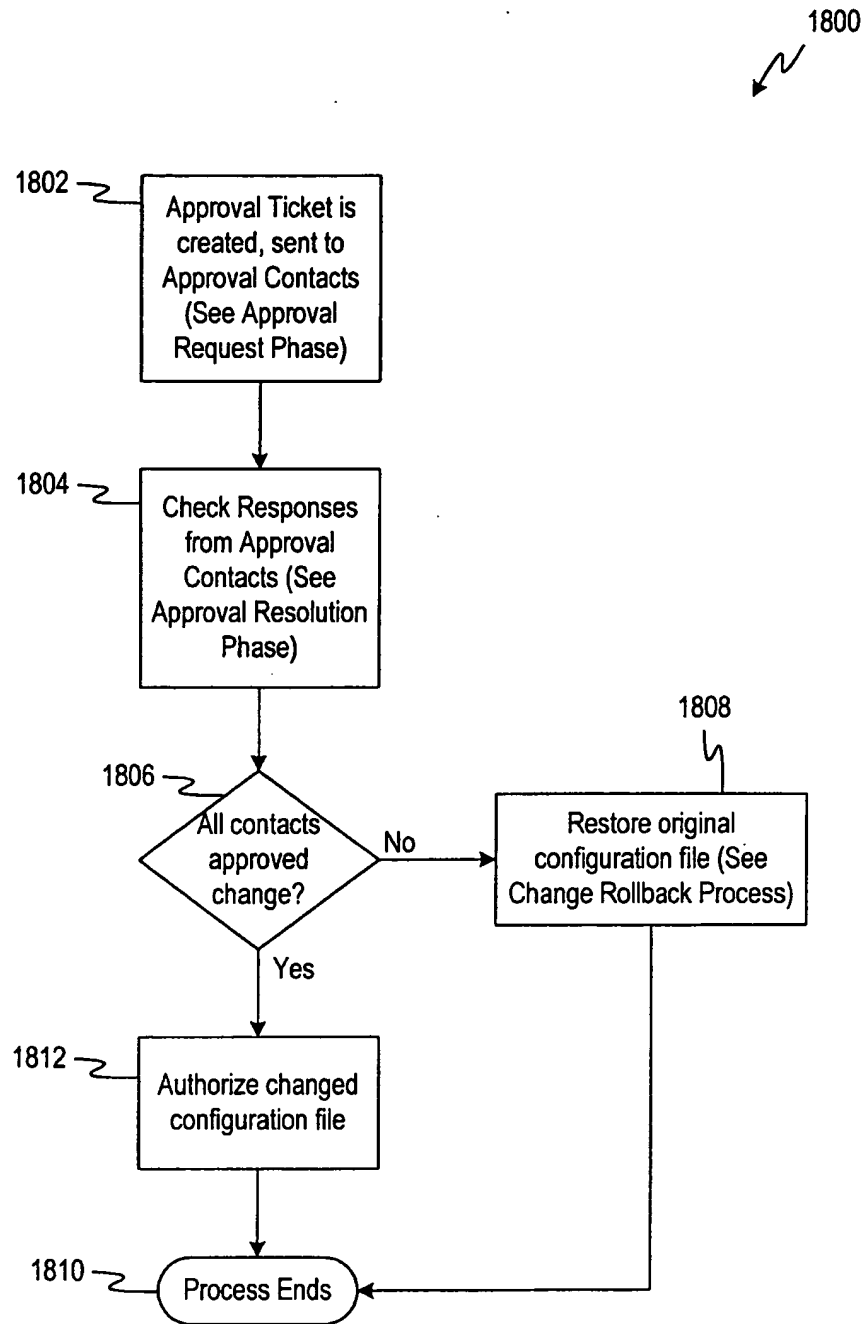 1800
1802
Approval Ticket is
created, sent to
Approval Contacts
(See Approval
Request Phase)
1804
Check Responses
from Approval
Contacts (See
Approval Resolution
Phase)
1806
All contacts
approved
change?
No
1808
Restore original
configuration file (See
Change Rollback Process)
Yes
1812
Authorize changed
configuration file
1810
Process Ends